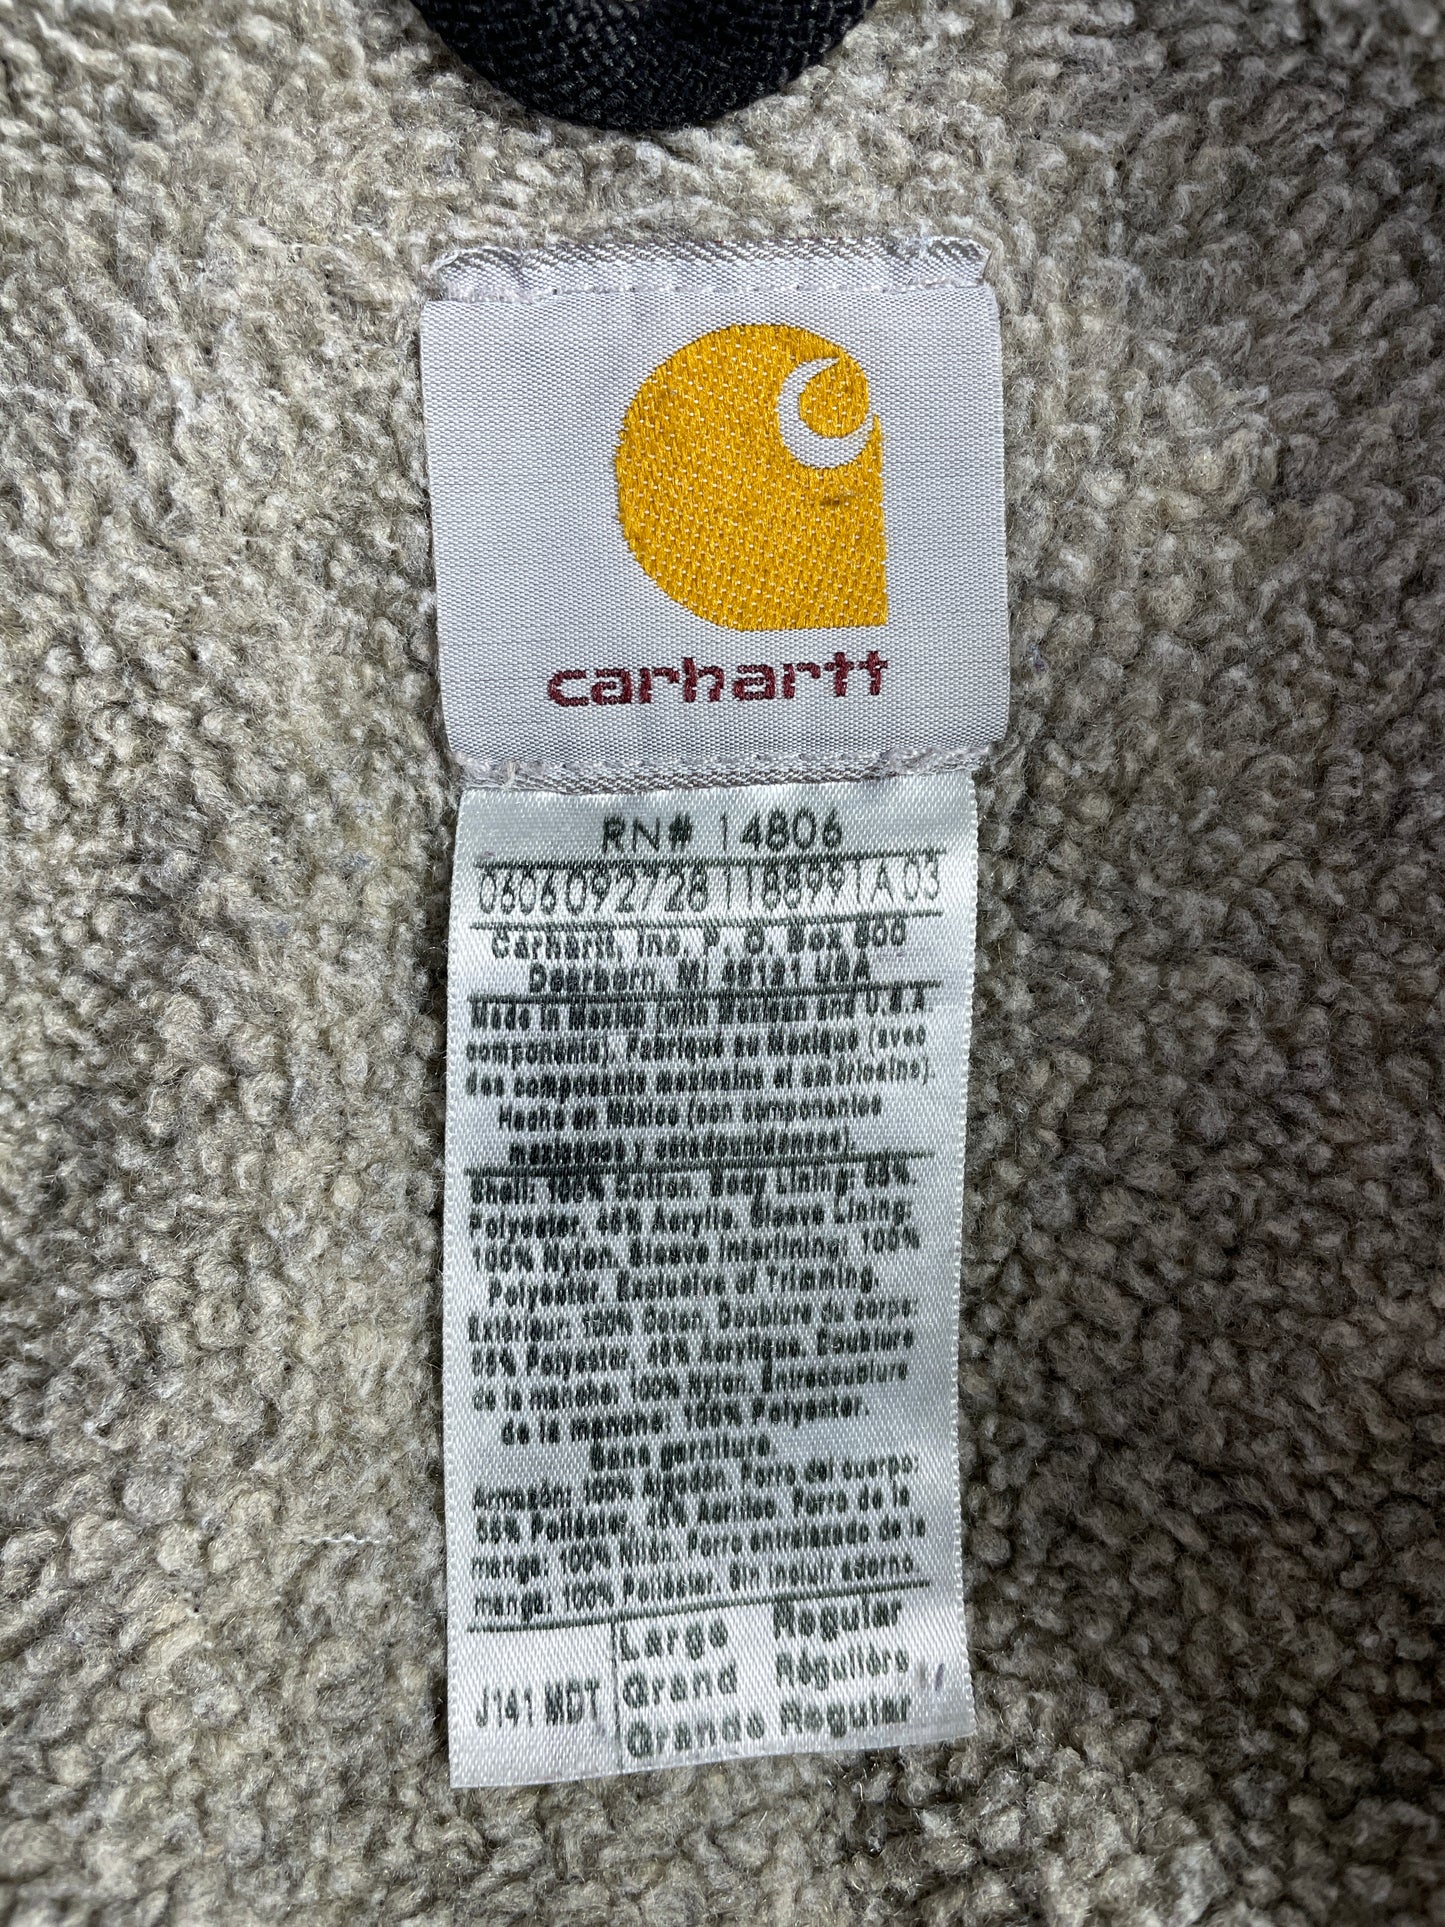 carhartt
RN# 14806
0606092728118899 1A 03
Carhartt, Inc. P. O. Box 600
Dearborn, MI 48121 USA
Made in Mexico (with Mexican and U.S.A
components). Fabriqué au Mexique (avec
des composants mexicains et américains).
Hecho en México (con componentes
mexicanos y estadounidenses).
Shell: 100% Cotton. Body Lining: 55%
Polyester, 45% Acrylic. Sleeve Lining:
100% Nylon. Sleeve Interlining: 100%
Polyester. Exclusive of Trimming.
Extérieur: 100% Coton. Doublure du corps:
55% Polyester, 45% Acrylique. Doublure
de la manche: 100% Nylon. Entredoublure
de la manche: 100% Polyester.
Sans garniture.
Armazón: 100% Algodón. Forro del cuerpo:
55% Poliéster, 45% Acrílico. Forro de la
manga: 100% Nilón. Forro entrelazado de la
manga: 100% Poliéster. Sin incluir adorno
J141 MDT
Large Regular
Grand Régulière
Grande Regular